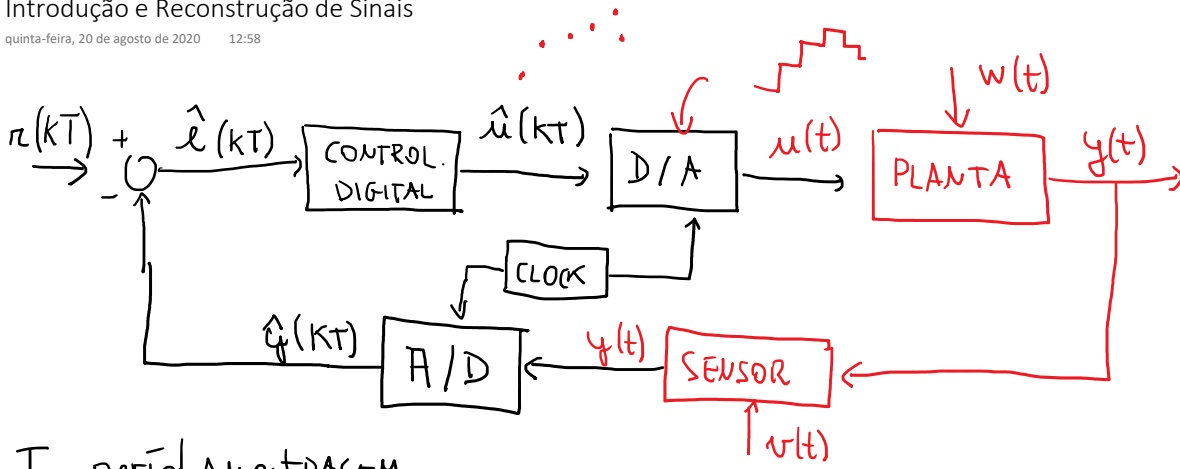 Introdução e Reconstrução de Sinais
quinta-feira, 20 de agosto de 2020 12:58
w(t)
r(KT) + ê(KT) CONTROL. DIGITAL û(KT) D/A u(t) PLANTA y(t)
-
CLOCK
ŷ(KT) A/D y(t) SENSOR
v(t)
T